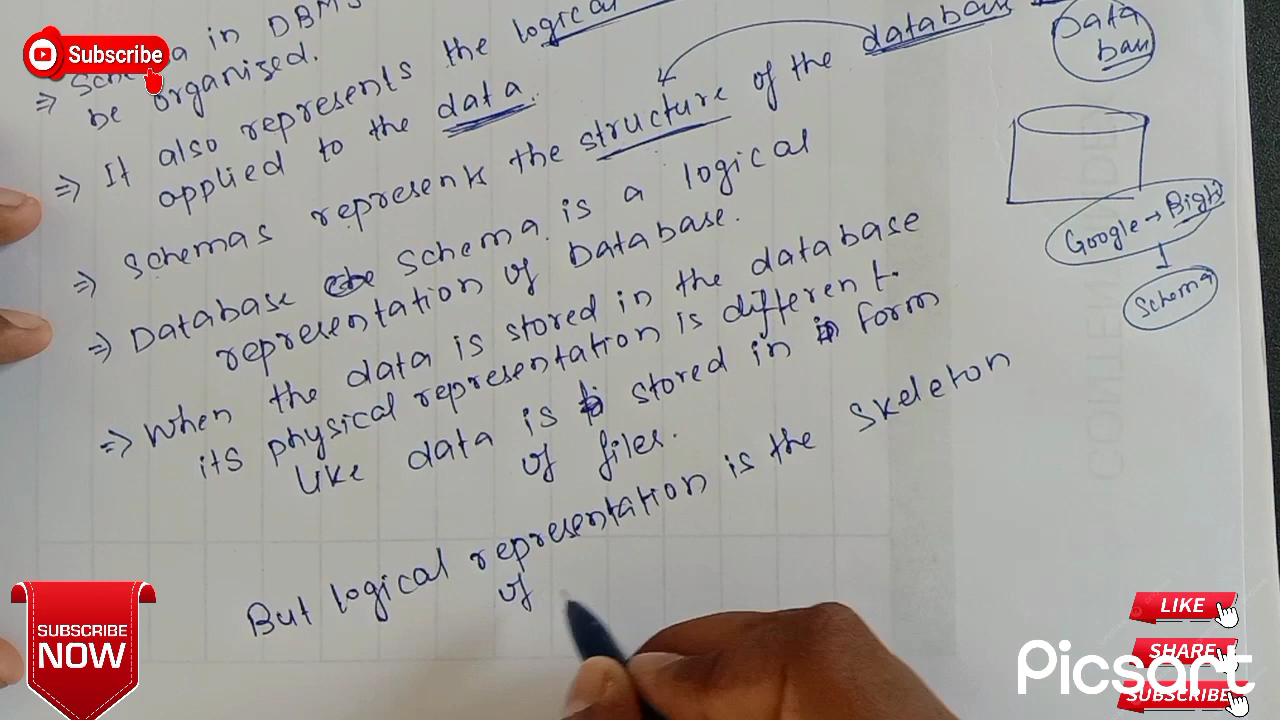 Subscribe
⇒ Schema in DBMS
be organised.
⇒ It also represents the logical
applied to the data.
⇒ Schemas represents the structure of the database
⇒ Database Schema is a logical
representation of Database.
⇒ When the data is stored in the database
its physical representation is different.
Like data is stored in form
of files.
But logical representation is the skeleton
of
Data
Google →
Schema
SUBSCRIBE
NOW
LIKE
SHARE
SUBSCRIBE
Picsart